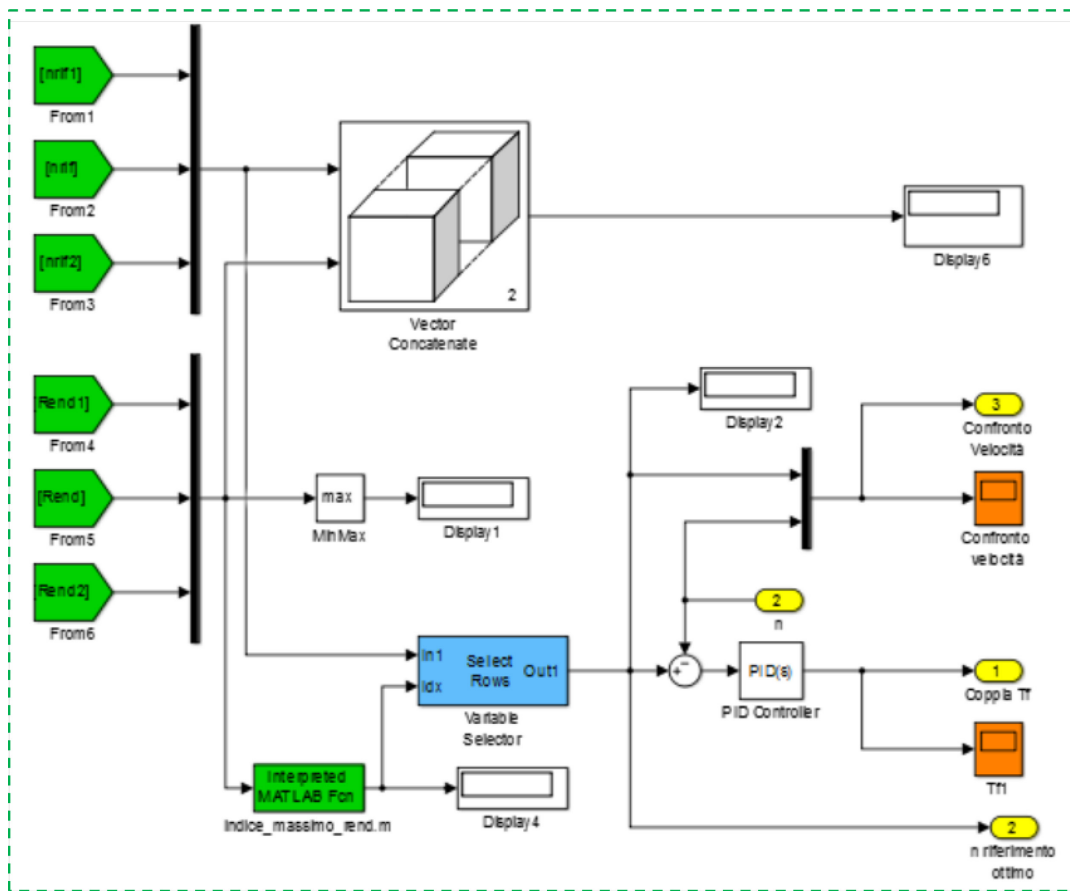 [nrif1]
From1
[nrif]
From2
[nrif2]
From3
2
Vector
Concatenate
Display6
[Rend1]
From4
[Rend]
From5
[Rend2]
From6
max
MinMax
Display1
Display2
3
Confronto
Velocità
Confronto
velocità
2
n
In1
Idx
Select
Rows
Out1
Variable
Selector
PID(s)
PID Controller
1
Coppia Tf
Tf1
Interpreted
MATLAB Fcn
indice_massimo_rend.m
Display4
2
n riferimento
ottimo